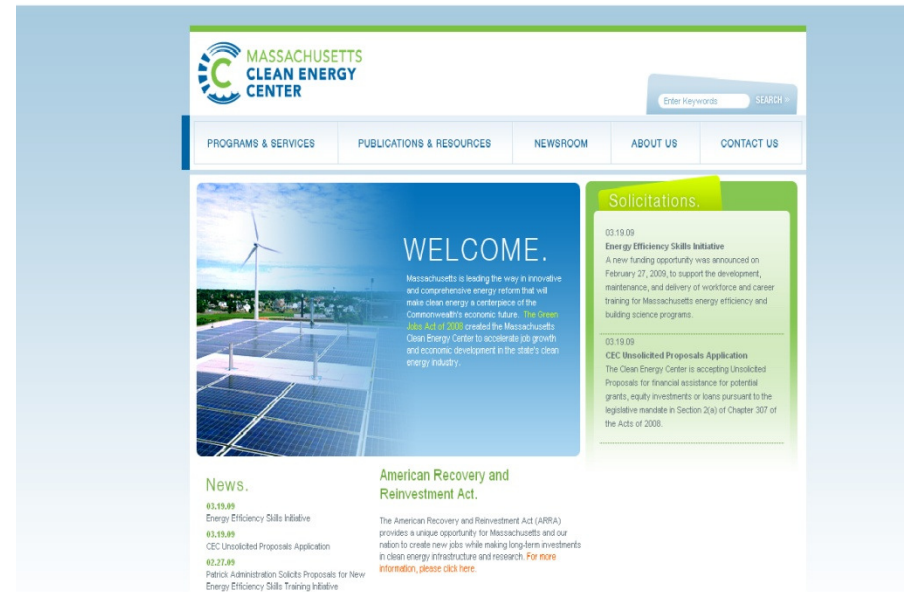 MASSACHUSETTS
CLEAN ENERGY
CENTER
Enter Keywords
SEARCH »
PROGRAMS & SERVICES
PUBLICATIONS & RESOURCES
NEWSROOM
ABOUT US
CONTACT US
WELCOME.
Massachusetts is leading the way in innovative
and comprehensive energy reform that will
make clean energy a centerpiece of the
Commonwealth's economic future. The Green
Jobs Act of 2008 created the Massachusetts
Clean Energy Center to accelerate job growth
and economic development in the state's clean
energy industry.
Solicitations.
03.19.09
Energy Efficiency Skills Initiative
A new funding opportunity was announced on
February 27, 2009, to support the development,
maintenance, and delivery of workforce and career
training for Massachusetts energy efficiency and
building science programs.
03.19.09
CEC Unsolicited Proposals Application
The Clean Energy Center is accepting Unsolicited
Proposals for financial assistance for potential
grants, equity investments or loans pursuant to the
legislative mandate in Section 2(a) of Chapter 307 of
the Acts of 2008.
News.
03.19.09
Energy Efficiency Skills Initiative
03.19.09
CEC Unsolicited Proposals Application
02.27.09
Patrick Administration Solicits Proposals for New
Energy Efficiency Skills Training Initiative
American Recovery and
Reinvestment Act.
The American Recovery and Reinvestment Act (ARRA)
provides a unique opportunity for Massachusetts and our
nation to create new jobs while making long-term investments
in clean energy infrastructure and research. For more
information, please click here.